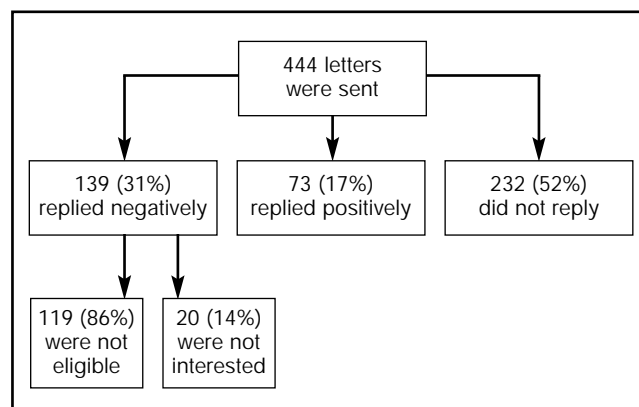 444 letters
were sent
139 (31%)
replied negatively
73 (17%)
replied positively
232 (52%)
did not reply
119 (86%)
were not
eligible
20 (14%)
were not
interested